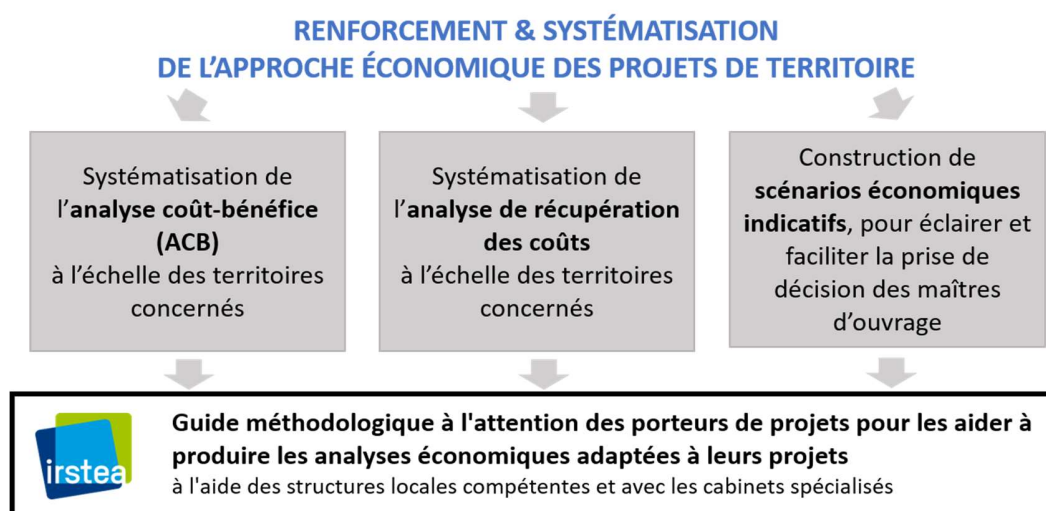 RENFORCEMENT & SYSTÉMATISATION
DE L’APPROCHE ÉCONOMIQUE DES PROJETS DE TERRITOIRE
Systématisation de
l’analyse coût-bénéfice
(ACB)
à l’échelle des territoires
concernés
Systématisation de
l’analyse de récupération
des coûts
à l’échelle des territoires
concernés
Construction de
scénarios économiques
indicatifs, pour éclairer et
faciliter la prise de
décision des maîtres
d’ouvrage
irstea
Guide méthodologique à l'attention des porteurs de projets pour les aider à
produire les analyses économiques adaptées à leurs projets
à l'aide des structures locales compétentes et avec les cabinets spécialisés